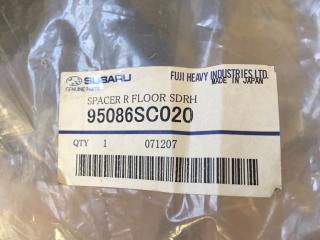 SUBARU FUJI HEAVY INDUSTRIES LTD.
GENUINE PARTS MADE IN JAPAN
SPACER R FLOOR SDRH
95086SC020
QTY 1 071207